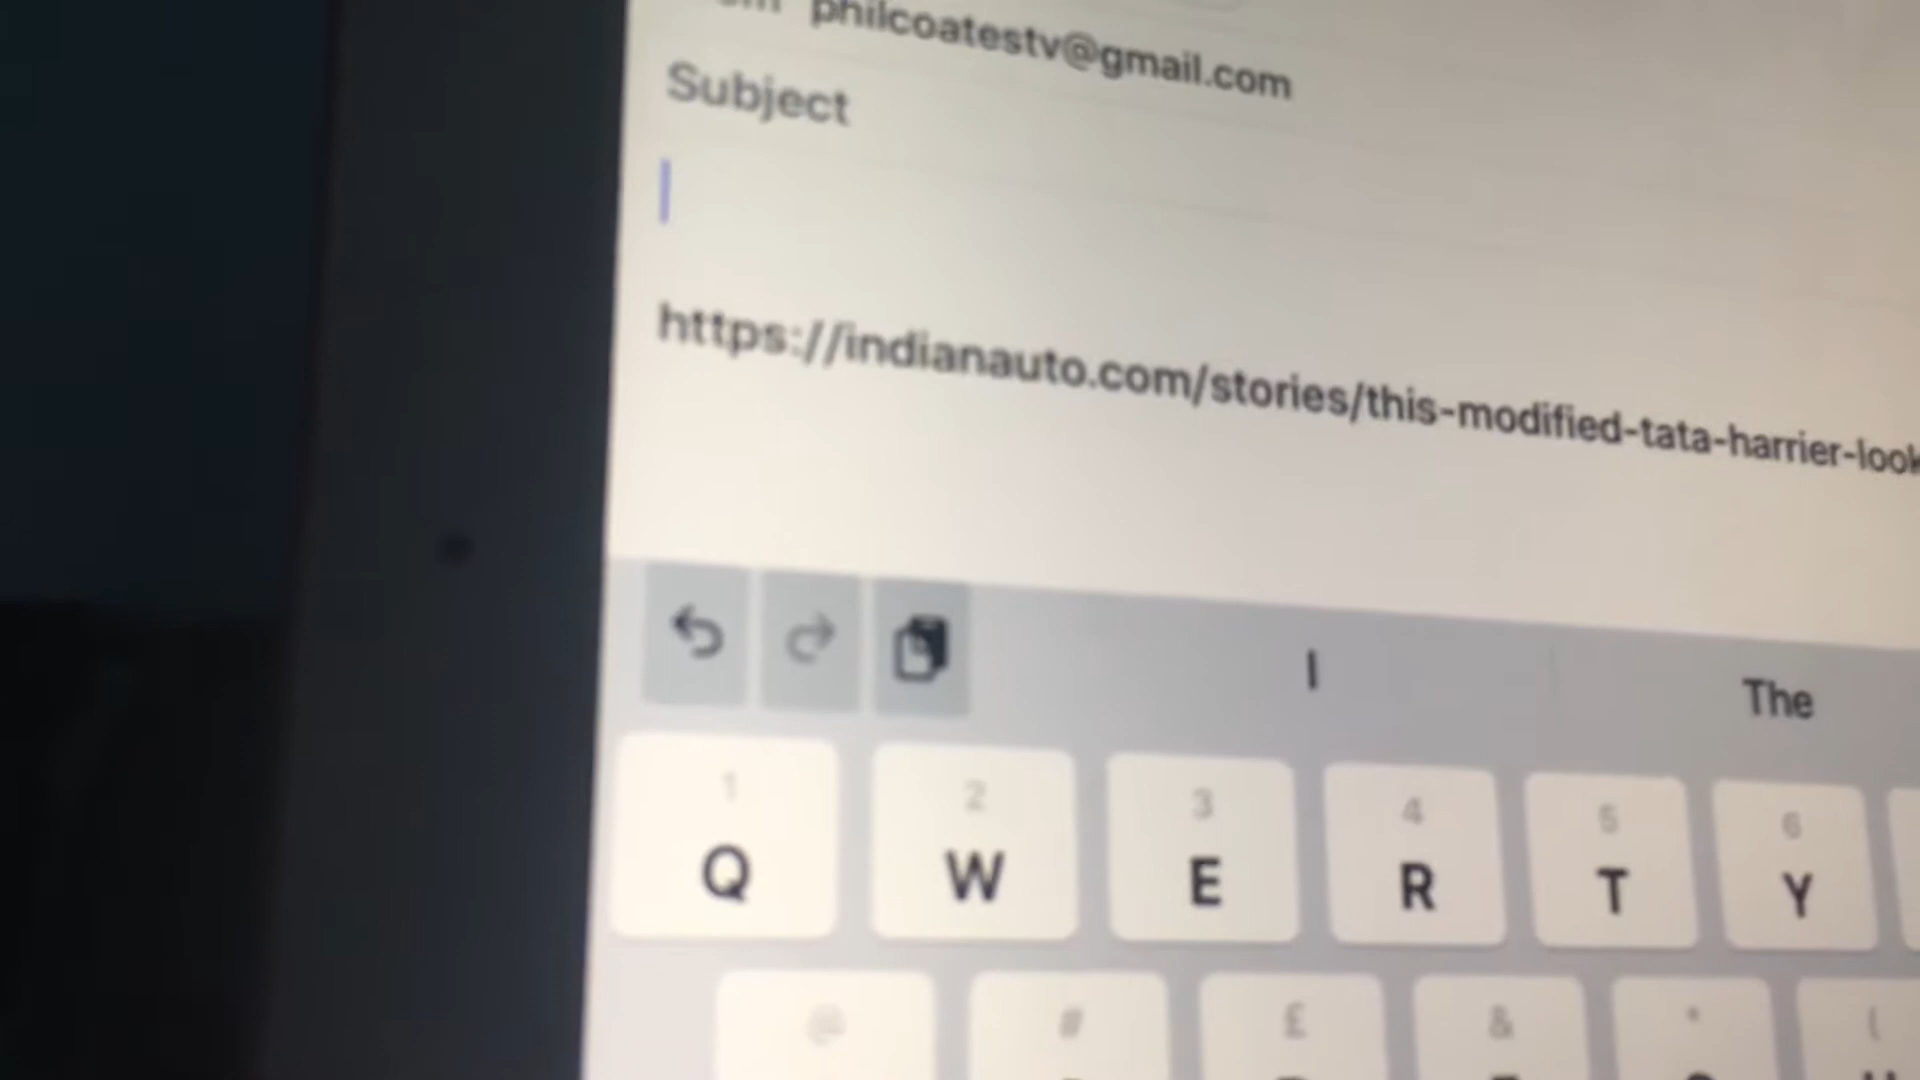 philcoatestv@gmail.com
Subject
https://indianauto.com/stories/this-modified-tata-harrier-look
I
The
1 2 3 4 5 6
Q W E R T Y
@ # £ & * (